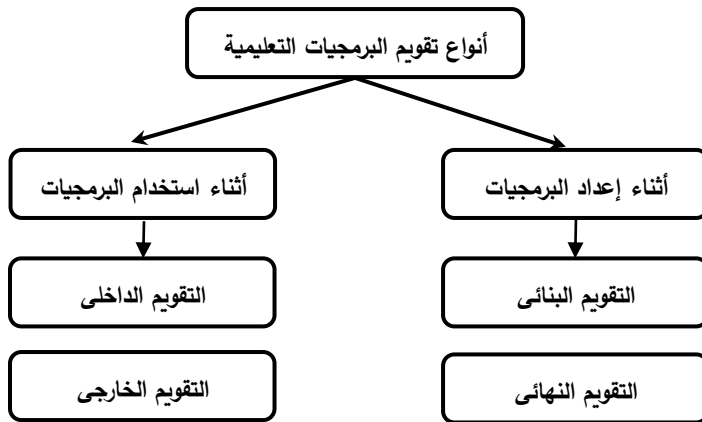 أنواع تقويم البرمجيات التعليمية
أثناء إعداد البرمجيات
أثناء استخدام البرمجيات
التقويم البنائى
التقويم الداخلى
التقويم النهائى
التقويم الخارجى